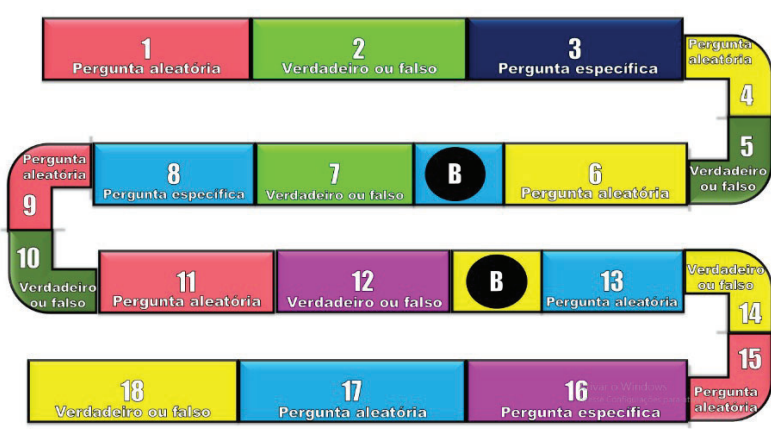 1
Pergunta aleatória
2
Verdadeiro ou falso
3
Pergunta específica
Pergunta
aleatória
4
5
Verdadeiro
ou falso
6
Pergunta aleatória
B
7
Verdadeiro ou falso
8
Pergunta específica
Pergunta
aleatória
9
10
Verdadeiro
ou falso
11
Pergunta aleatória
12
Verdadeiro ou falso
B
13
Pergunta aleatória
Verdadeiro
ou falso
14
15
Pergunta
aleatória
16
Pergunta específica
17
Pergunta aleatória
18
Verdadeiro ou falso